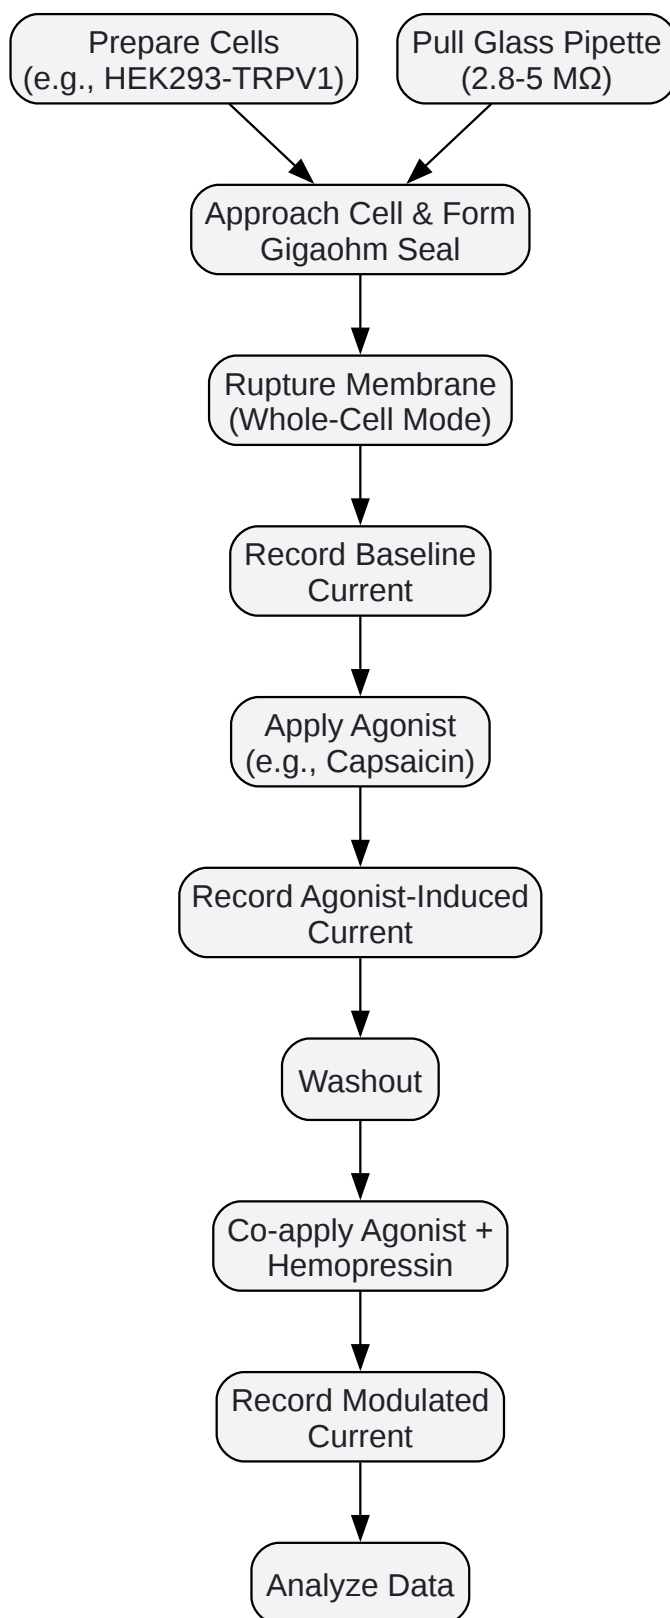 Prepare Cells
(e.g., HEK293-TRPV1)
Pull Glass Pipette
(2.8-5 MΩ)
Approach Cell & Form
Gigaohm Seal
Rupture Membrane
(Whole-Cell Mode)
Record Baseline
Current
Apply Agonist
(e.g., Capsaicin)
Record Agonist-Induced
Current
Washout
Co-apply Agonist +
Hemopressin
Record Modulated
Current
Analyze Data